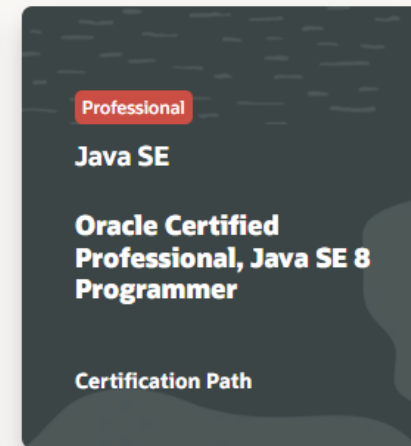 Professional
Java SE
Oracle Certified
Professional, Java SE 8
Programmer
Certification Path